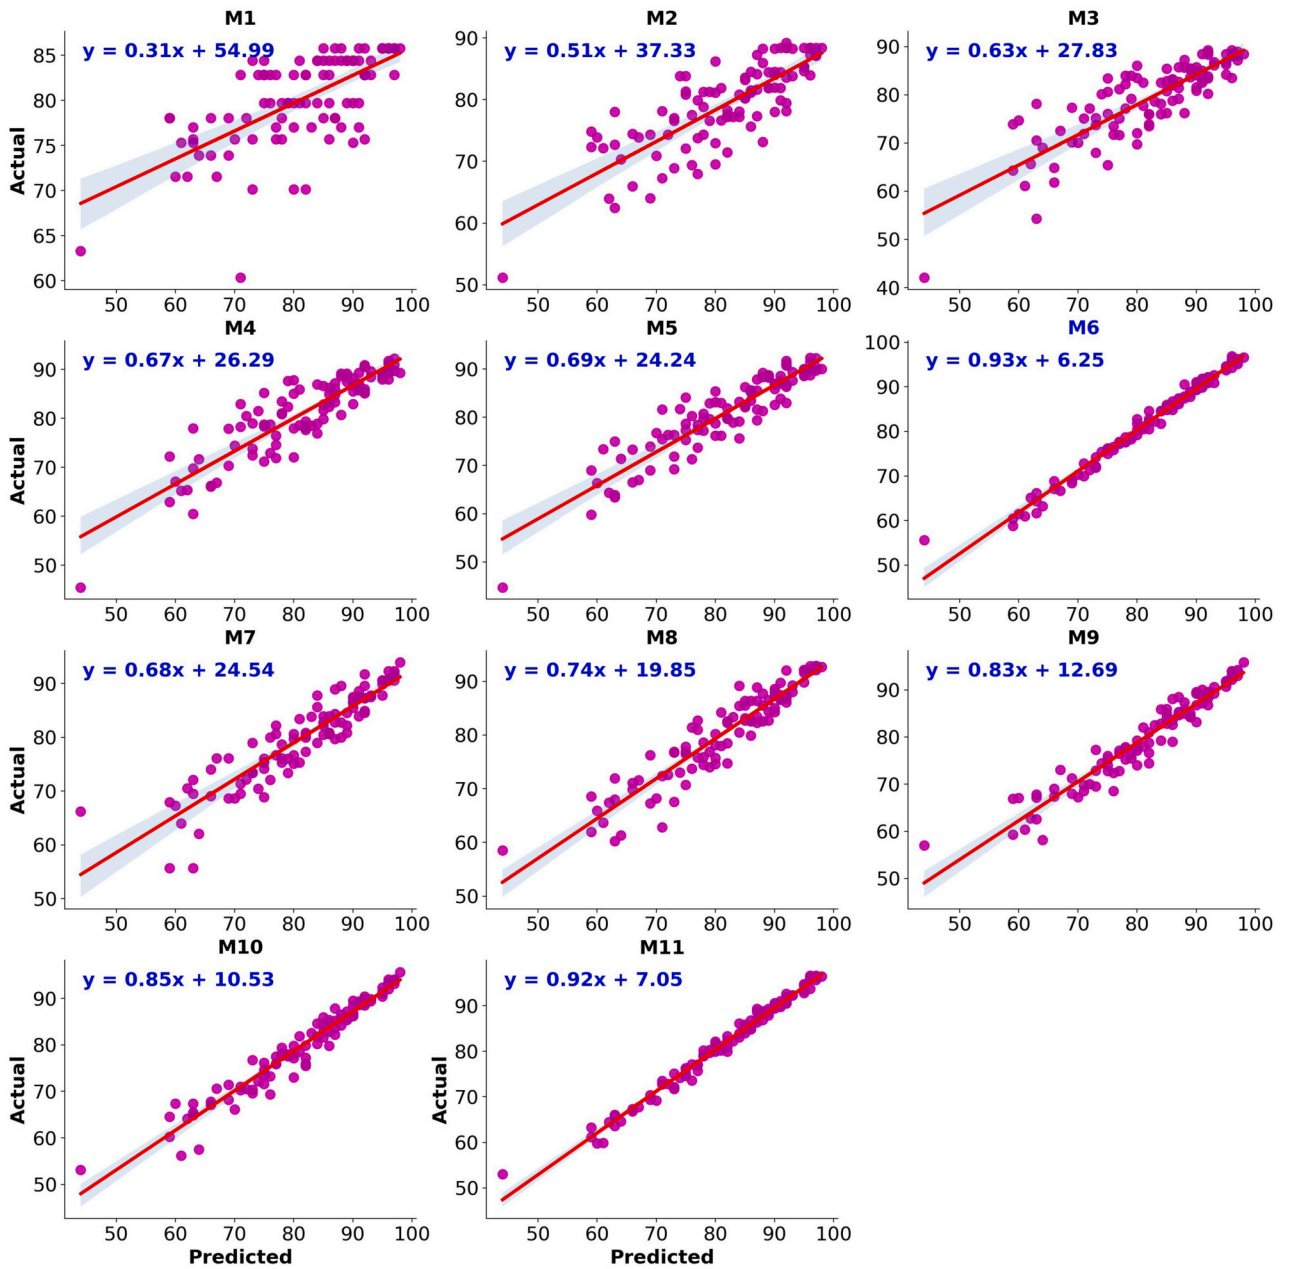 M1
M2
M3
y = 0.31x + 54.99
y = 0.51x + 37.33
y = 0.63x + 27.83
Actual
85
80
75
70
65
60
90
80
70
60
50
90
80
70
60
50
40
50 60 70 80 90 100
50 60 70 80 90 100
50 60 70 80 90 100
M4
M5
M6
y = 0.67x + 26.29
y = 0.69x + 24.24
y = 0.93x + 6.25
Actual
90
80
70
60
50
90
80
70
60
50
100
90
80
70
60
50
50 60 70 80 90 100
50 60 70 80 90 100
50 60 70 80 90 100
M7
M8
M9
y = 0.68x + 24.54
y = 0.74x + 19.85
y = 0.83x + 12.69
Actual
90
80
70
60
50
90
80
70
60
50
90
80
70
60
50
50 60 70 80 90 100
50 60 70 80 90 100
50 60 70 80 90 100
M10
M11
y = 0.85x + 10.53
y = 0.92x + 7.05
Actual
90
80
70
60
50
Actual
90
80
70
60
50
50 60 70 80 90 100
50 60 70 80 90 100
Predicted
Predicted